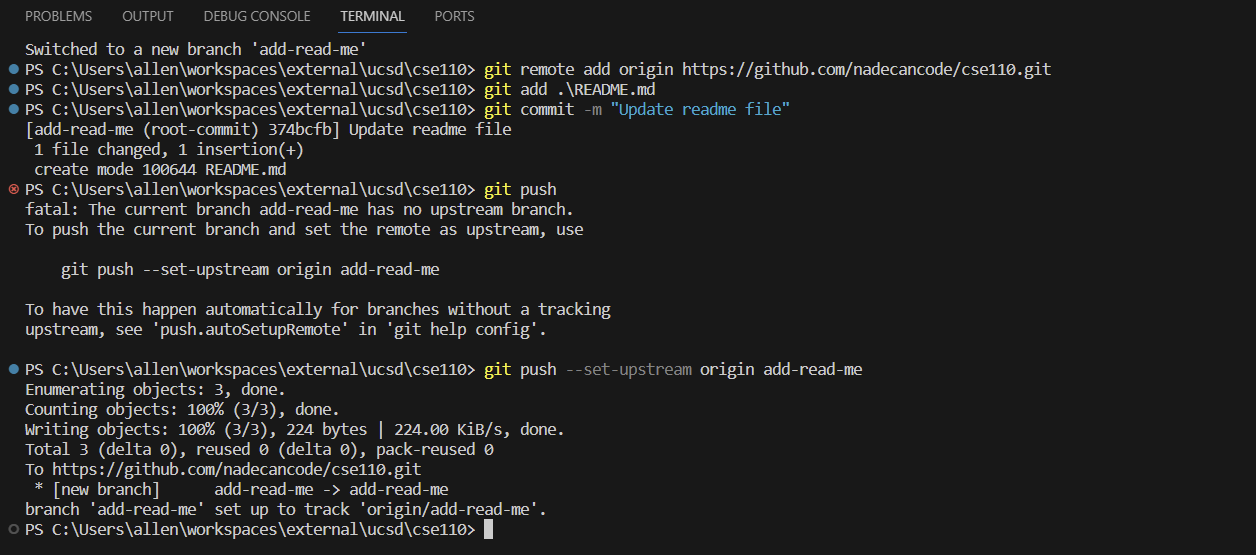 PROBLEMS OUTPUT DEBUG CONSOLE TERMINAL PORTS
Switched to a new branch 'add-read-me'
PS C:\Users\allen\workspaces\external\ucsd\cse110> git remote add origin https://github.com/nadecancode/cse110.git
PS C:\Users\allen\workspaces\external\ucsd\cse110> git add .\README.md
PS C:\Users\allen\workspaces\external\ucsd\cse110> git commit -m "Update readme file"
[add-read-me (root-commit) 374bcfb] Update readme file
 1 file changed, 1 insertion(+)
 create mode 100644 README.md
PS C:\Users\allen\workspaces\external\ucsd\cse110> git push
fatal: The current branch add-read-me has no upstream branch.
To push the current branch and set the remote as upstream, use
    git push --set-upstream origin add-read-me
To have this happen automatically for branches without a tracking
upstream, see 'push.autoSetupRemote' in 'git help config'.
PS C:\Users\allen\workspaces\external\ucsd\cse110> git push --set-upstream origin add-read-me
Enumerating objects: 3, done.
Counting objects: 100% (3/3), done.
Writing objects: 100% (3/3), 224 bytes | 224.00 KiB/s, done.
Total 3 (delta 0), reused 0 (delta 0), pack-reused 0
To https://github.com/nadecancode/cse110.git
 * [new branch]      add-read-me -> add-read-me
branch 'add-read-me' set up to track 'origin/add-read-me'.
PS C:\Users\allen\workspaces\external\ucsd\cse110>